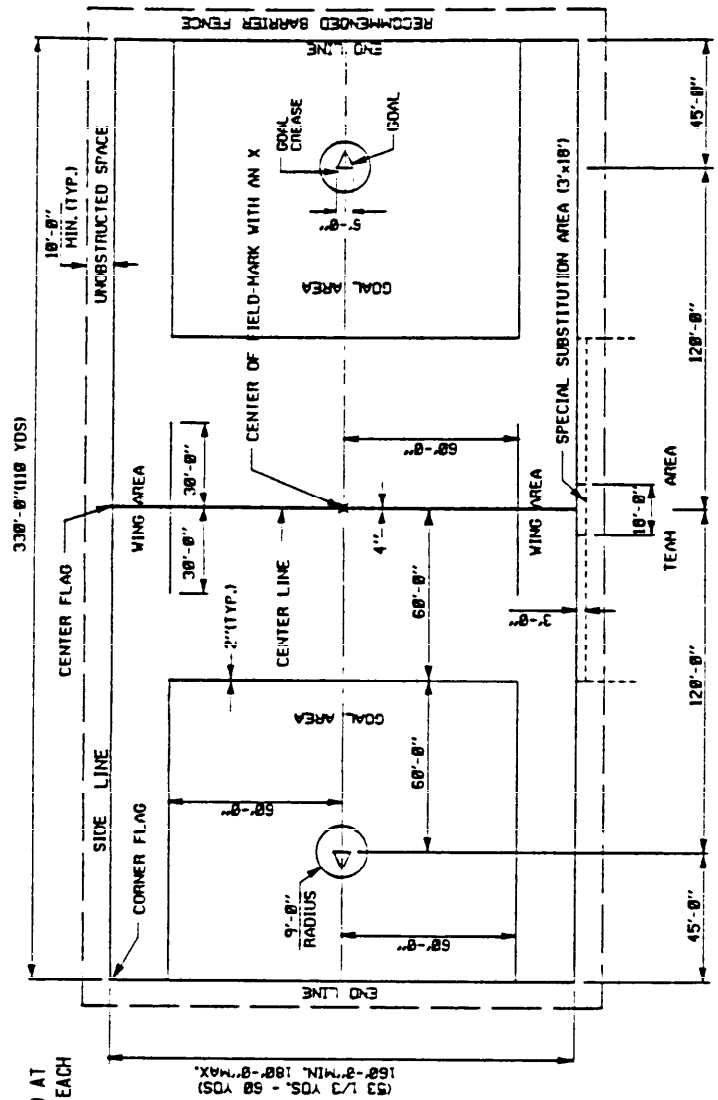 D AT
EACH
330'-0"(110 YDS)
10'-0"
MIN. (TYP.)
CENTER FLAG
UNOBSTRUCTED SPACE
RECOMMENDED BARRIER FENCE
SIDE LINE
CORNER FLAG
WING AREA
30'-0"
30'-0"
2"(TYP.)
CENTER LINE
CENTER OF FIELD-MARK WITH AN X
GOAL AREA
GOAL AREA
GOAL
CREASE
GOAL
5'-0"
60'-0"
60'-0"
60'-0"
60'-0"
60'-0"
4"
9'-0"
RADIUS
END LINE
END LINE
WING AREA
SPECIAL SUBSTITUTION AREA (3'x18')
3'-0"
18'-0"
TEAM AREA
45'-0"
120'-0"
120'-0"
45'-0"
(53 1/3 YDS. - 60 YDS)
160'-0"MIN. 180'-0"MAX.